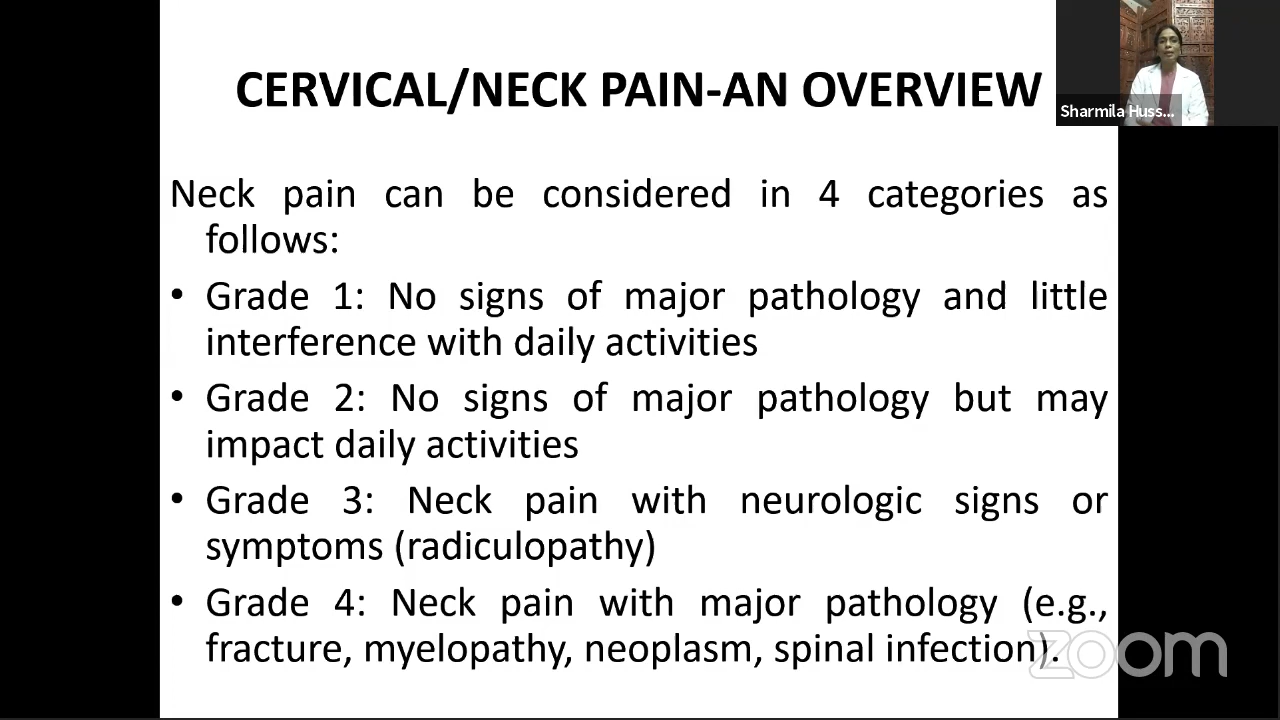 CERVICAL/NECK PAIN-AN OVERVIEW
Sharmila Huss...
Neck pain can be considered in 4 categories as
follows:
• Grade 1: No signs of major pathology and little
interference with daily activities
• Grade 2: No signs of major pathology but may
impact daily activities
• Grade 3: Neck pain with neurologic signs or
symptoms (radiculopathy)
• Grade 4: Neck pain with major pathology (e.g.,
fracture, myelopathy, neoplasm, spinal infection).
zoom